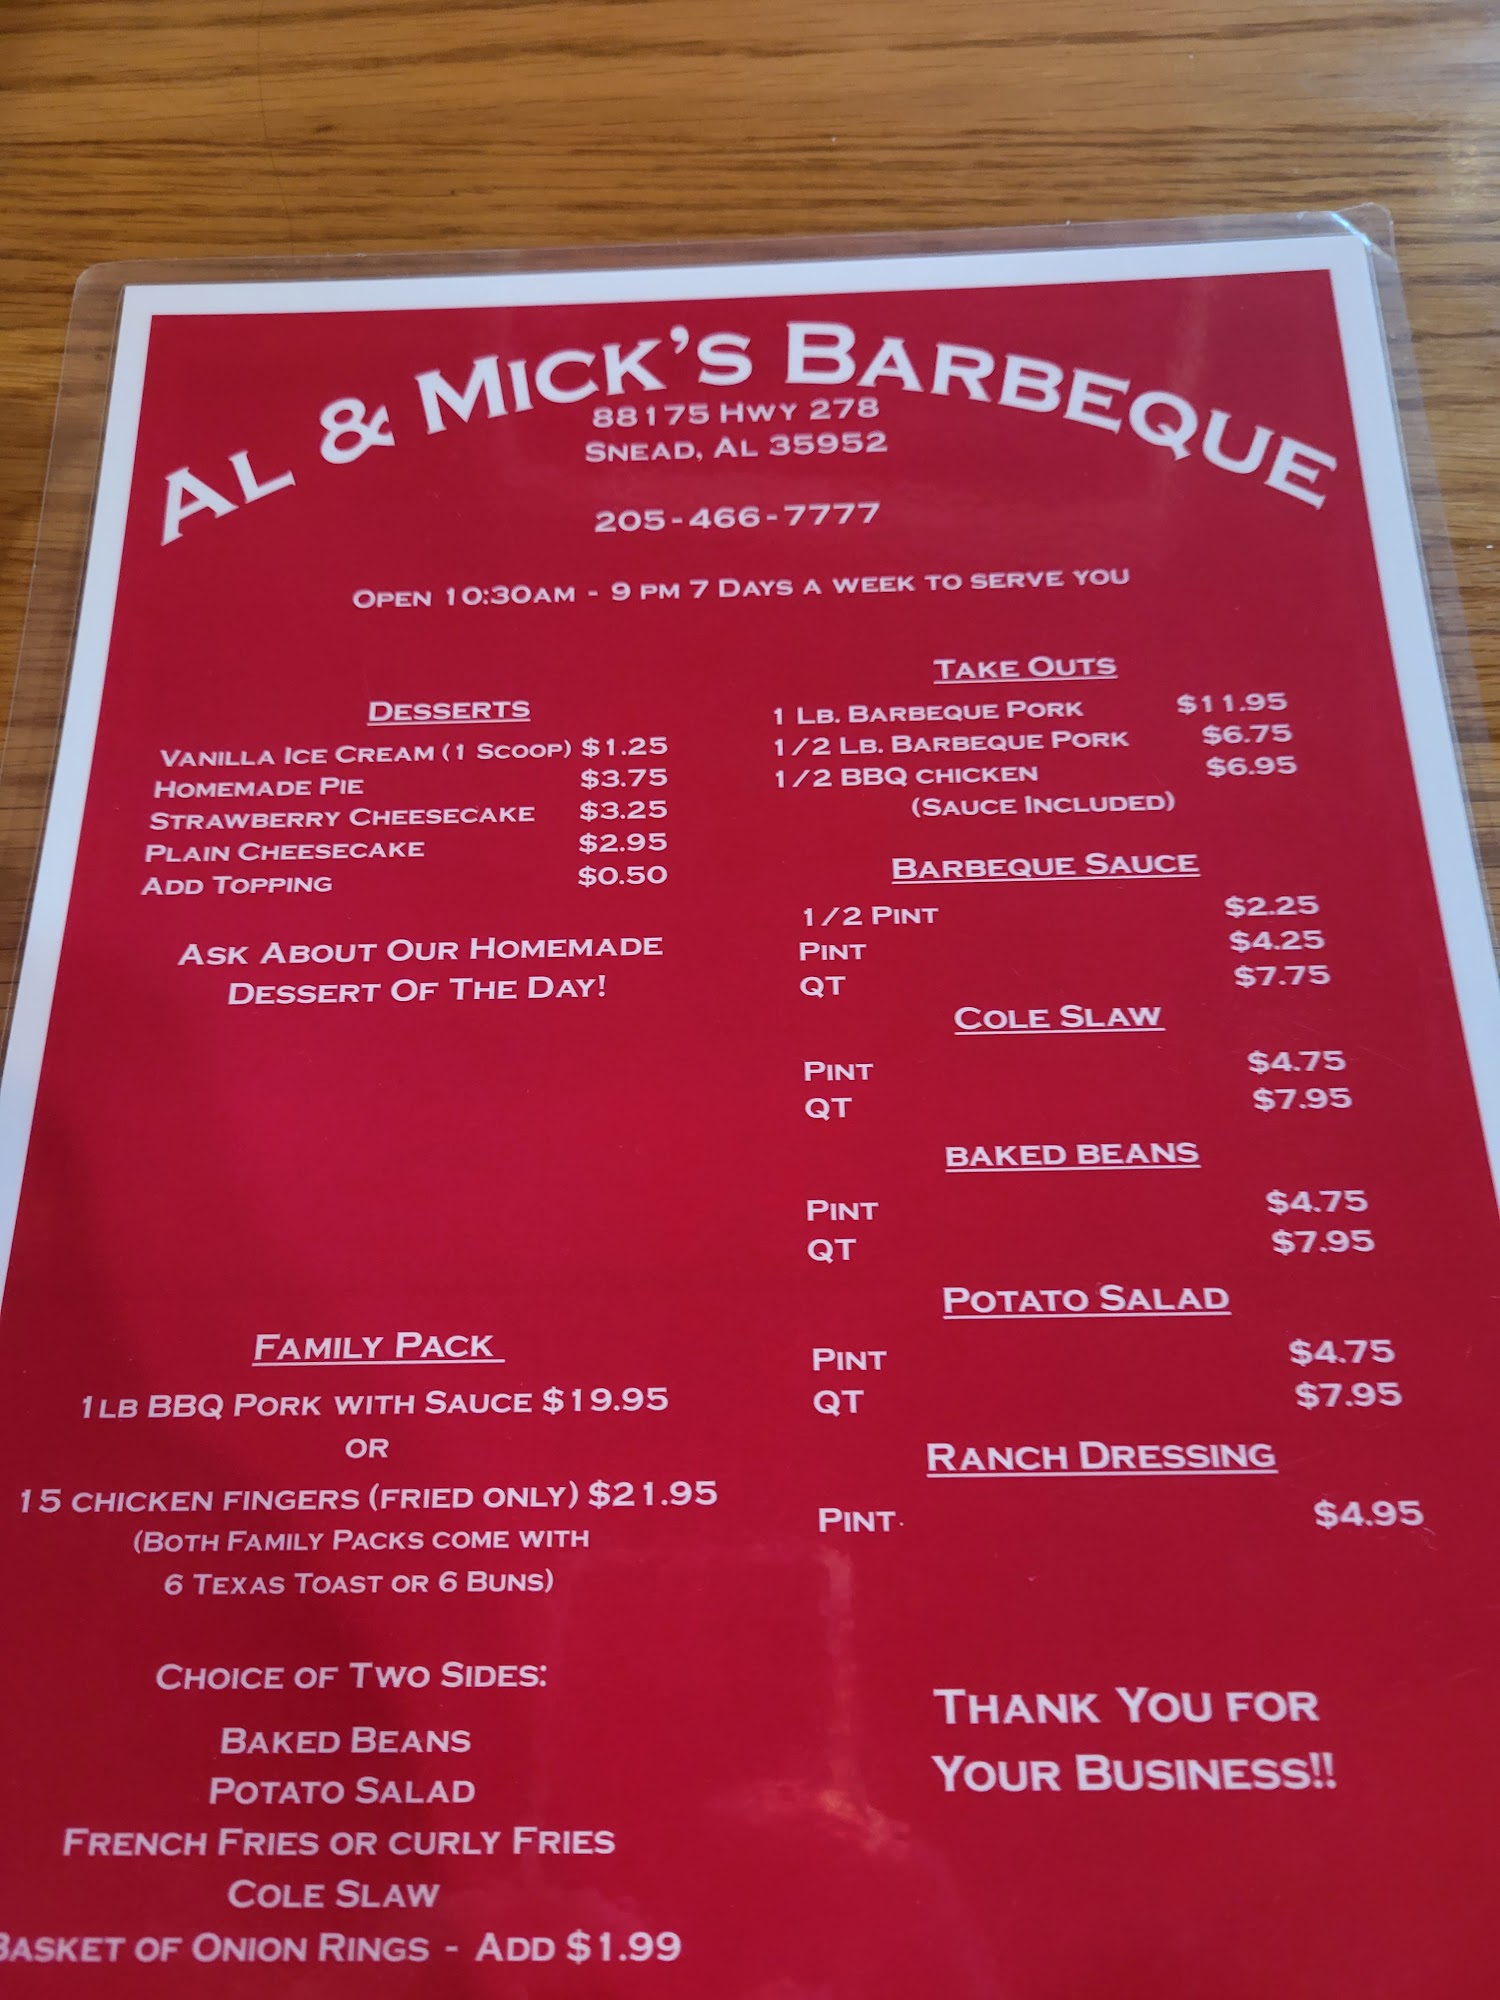 Al & Mick's Barbeque
88175 Hwy 278
Snead, AL 35952
205-466-7777
Open 10:30am - 9 pm 7 Days a week to serve you
Desserts
Vanilla Ice Cream (1 Scoop) $1.25
Homemade Pie $3.75
Strawberry Cheesecake $3.25
Plain Cheesecake $2.95
Add Topping $0.50
Ask About Our Homemade
Dessert Of The Day!
Family Pack
1lb BBQ Pork with Sauce $19.95
or
15 chicken fingers (fried only) $21.95
(Both Family Packs come with
6 Texas Toast or 6 Buns)
Choice of Two Sides:
Baked Beans
Potato Salad
French Fries or curly Fries
Cole Slaw
Basket of Onion Rings - Add $1.99
Take Outs
1 Lb. Barbeque Pork $11.95
1/2 Lb. Barbeque Pork $6.75
1/2 BBQ chicken $6.95
(Sauce Included)
Barbeque Sauce
1/2 Pint $2.25
Pint $4.25
QT $7.75
Cole Slaw
Pint $4.75
QT $7.95
baked beans
Pint $4.75
QT $7.95
Potato Salad
Pint $4.75
QT $7.95
Ranch Dressing
Pint $4.95
Thank You for
Your Business!!